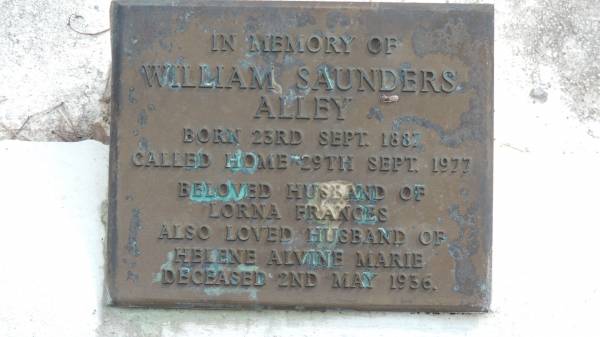 IN MEMORY OF
WILLIAM SAUNDERS
ALLEY
BORN 23RD SEPT. 1887
CALLED HOME 29TH SEPT. 1977
BELOVED HUSBAND OF
LORNA FRANCES
ALSO LOVED HUSBAND OF
HELENE ALVINE MARIE
DECEASED 2ND MAY 1936.